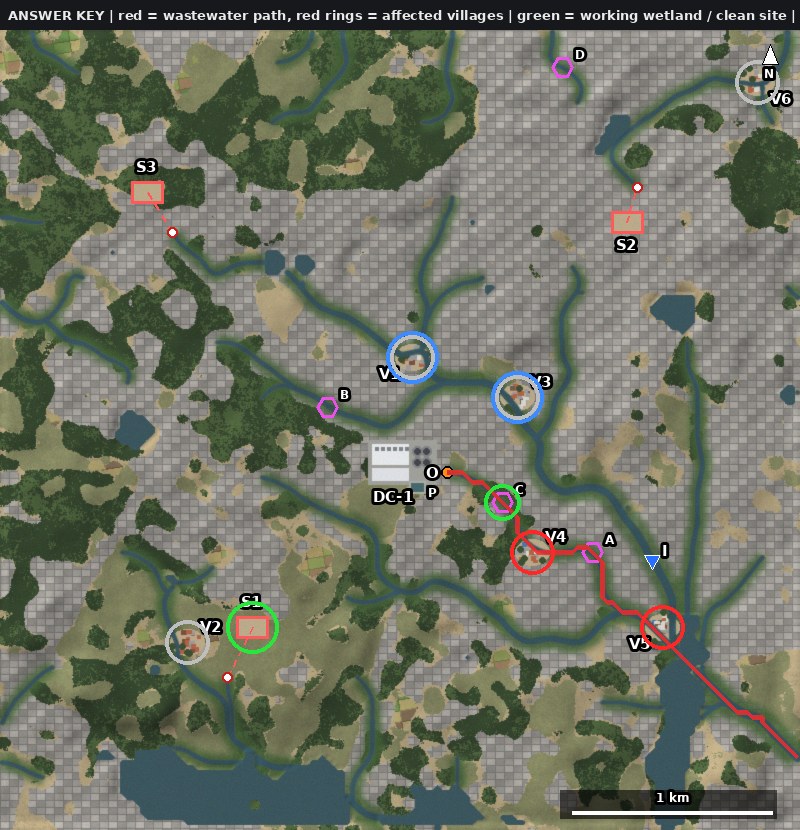 ANSWER KEY | red = wastewater path, red rings = affected villages | green = working wetland / clean site |
D
N
V6
S3
S2
V3
B
O
C
DC-1
P
V4
A
I
S1
V2
V5
1 km